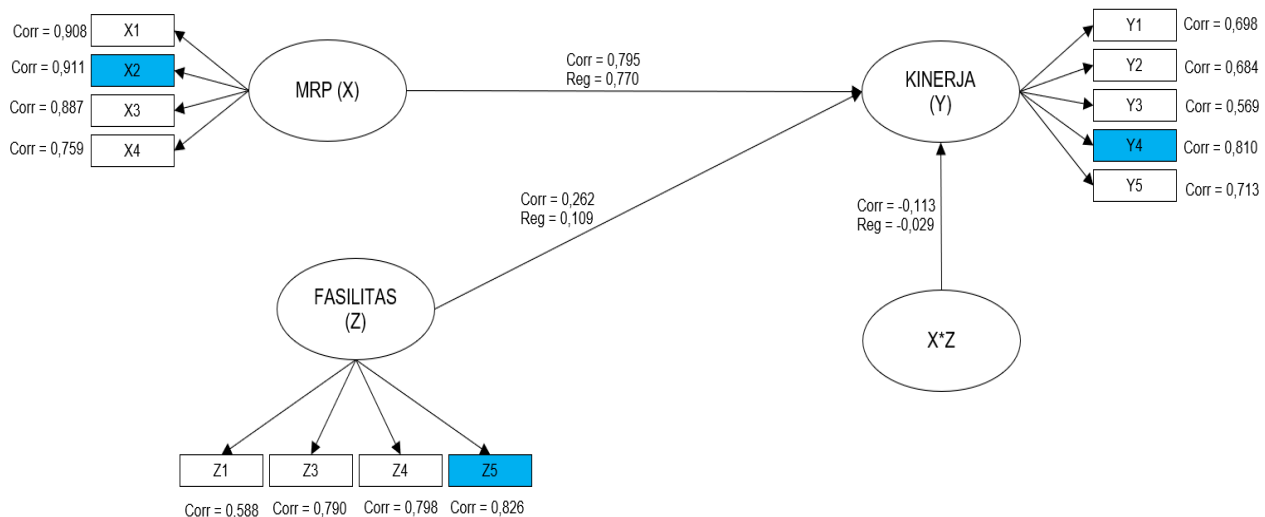 Corr = 0,908
X1
Corr = 0,911
X2
Corr = 0,887
X3
Corr = 0,759
X4
MRP (X)
Corr = 0,795
Reg = 0,770
KINERJA
(Y)
Y1
Corr = 0,698
Y2
Corr = 0,684
Y3
Corr = 0,569
Y4
Corr = 0,810
Y5
Corr = 0,713
Corr = 0,262
Reg = 0,109
Corr = -0,113
Reg = -0,029
FASILITAS
(Z)
X*Z
Z1
Z3
Z4
Z5
Corr = 0.588
Corr = 0,790
Corr = 0,798
Corr = 0,826